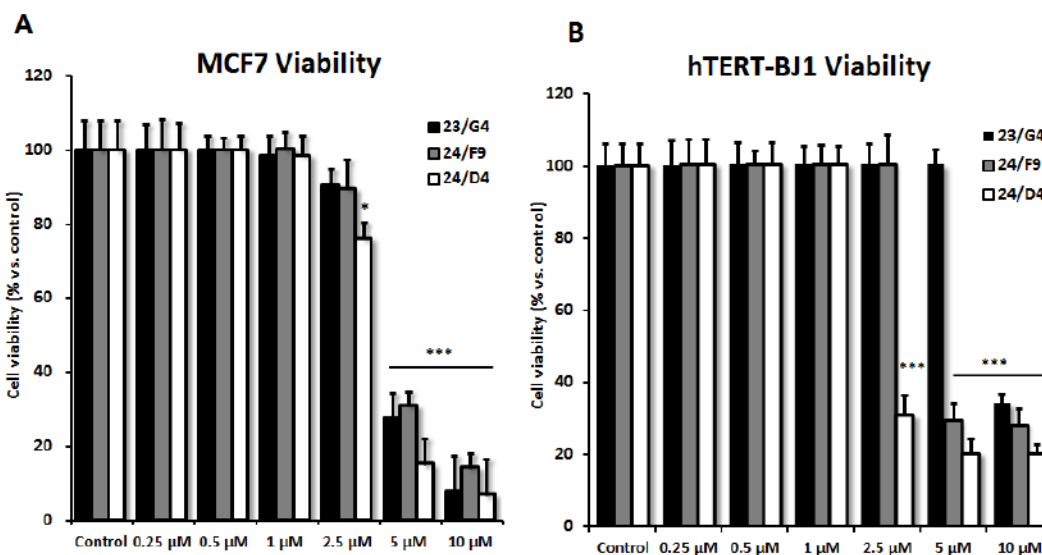 A
MCF7 Viability
Cell viability (% vs. control)
120
100
80
60
40
20
0
23/G4
24/F9
24/D4
*
***
Control 0.25 µM 0.5 µM 1 µM 2.5 µM 5 µM 10 µM
B
hTERT-BJ1 Viability
Cell viability (% vs. control)
120
100
80
60
40
20
0
23/G4
24/F9
24/D4
***
***
Control 0.25 µM 0.5 µM 1 µM 2.5 µM 5 µM 10 µM